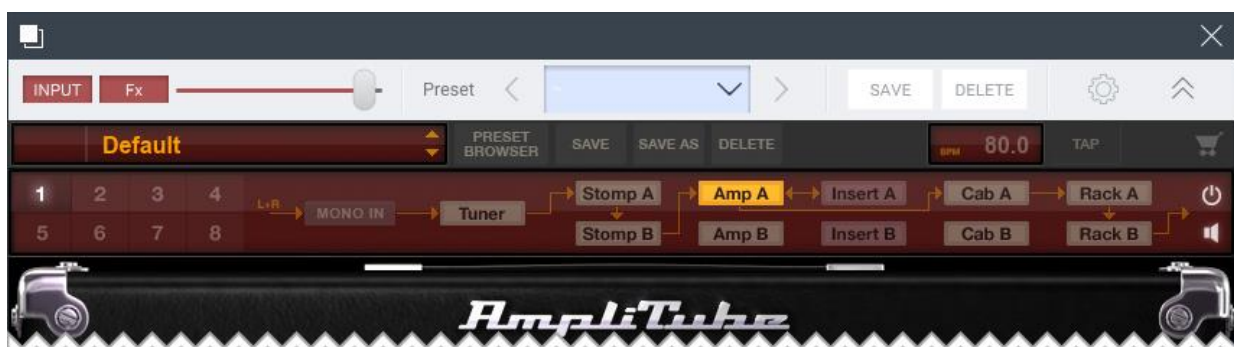 INPUT Fx Preset SAVE DELETE
Default PRESET BROWSER SAVE SAVE AS DELETE BPM 80.0 TAP
1 2 3 4 L+R MONO IN Tuner Stomp A Amp A Insert A Cab A Rack A
5 6 7 8 Stomp B Amp B Insert B Cab B Rack B
AmpliTube